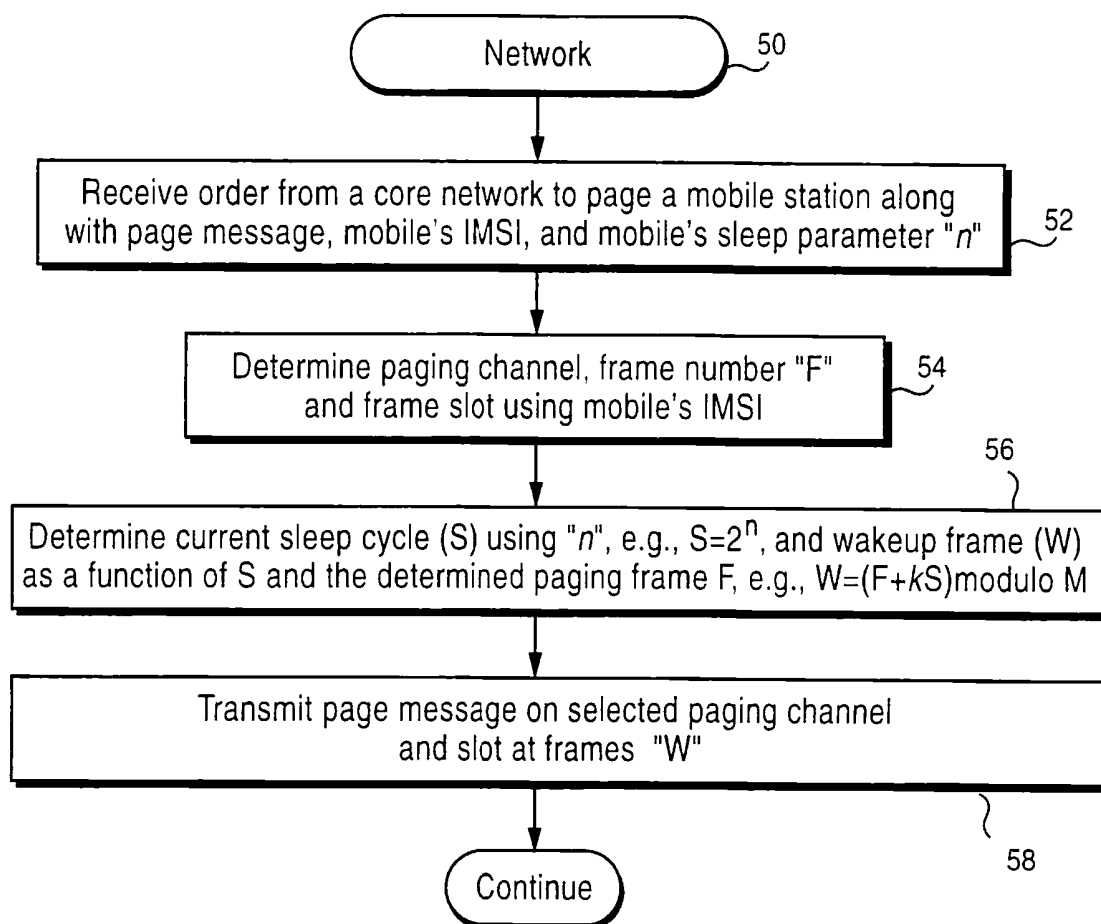 Network
50
Receive order from a core network to page a mobile station along
with page message, mobile's IMSI, and mobile's sleep parameter "n"
52
Determine paging channel, frame number "F"
and frame slot using mobile's IMSI
54
56
Determine current sleep cycle (S) using "n", e.g., S=2^n, and wakeup frame (W)
as a function of S and the determined paging frame F, e.g., W=(F+kS)modulo M
Transmit page message on selected paging channel
and slot at frames "W"
58
Continue